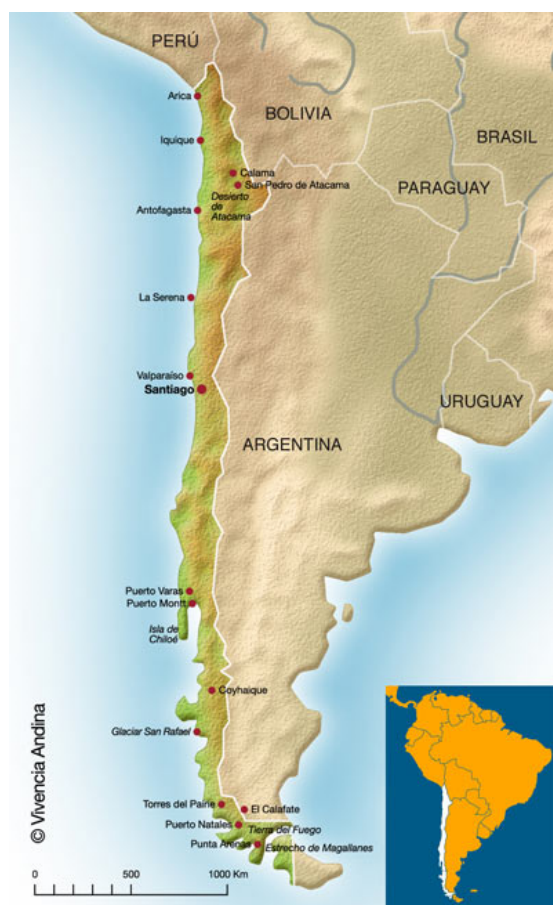 PERÚ
Arica
BOLIVIA
Iquique
BRASIL
Calama
San Pedro de Atacama
PARAGUAY
Desierto
de
Atacama
Antofagasta
La Serena
Valparaíso
Santiago
URUGUAY
ARGENTINA
Puerto Varas
Puerto Montt
Isla de
Chiloé
Coyhaique
Glaciar San Rafael
Torres del Paine
El Calafate
Puerto Natales
Tierra del Fuego
Punta Arenas
Estrecho de Magallanes
© Vivencia Andina
0 1000 Km